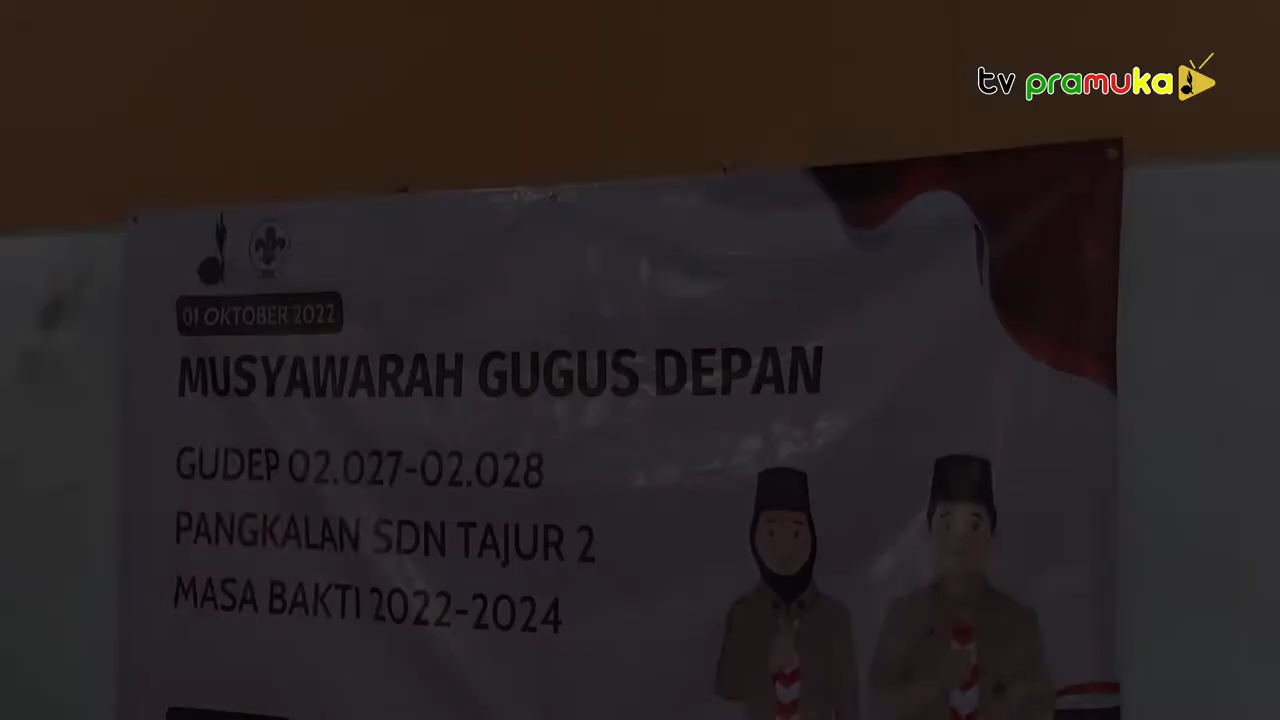 tv pramuka
01 OKTOBER 2022
MUSYAWARAH GUGUS DEPAN
GUDEP 02.027-02.028
PANGKALAN SDN TAJUR 2
MASA BAKTI 2022-2024